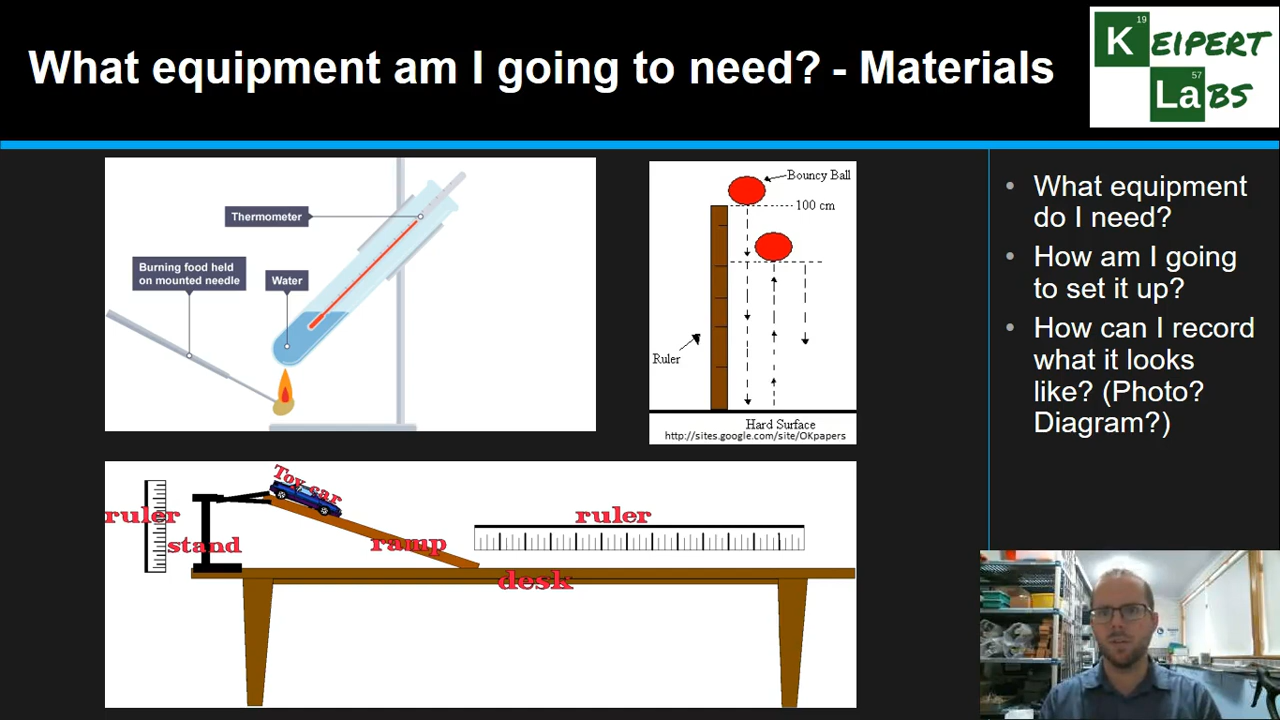 What equipment am I going to need? - Materials
19
K EIPERT
57
La BS
Thermometer
Burning food held
on mounted needle
Water
Bouncy Ball
100 cm
Ruler
Hard Surface
http://sites.google.com/site/OKpapers
• What equipment
do I need?
• How am I going
to set it up?
• How can I record
what it looks
like? (Photo?
Diagram?)
Toy car
ruler
stand
ramp
ruler
desk